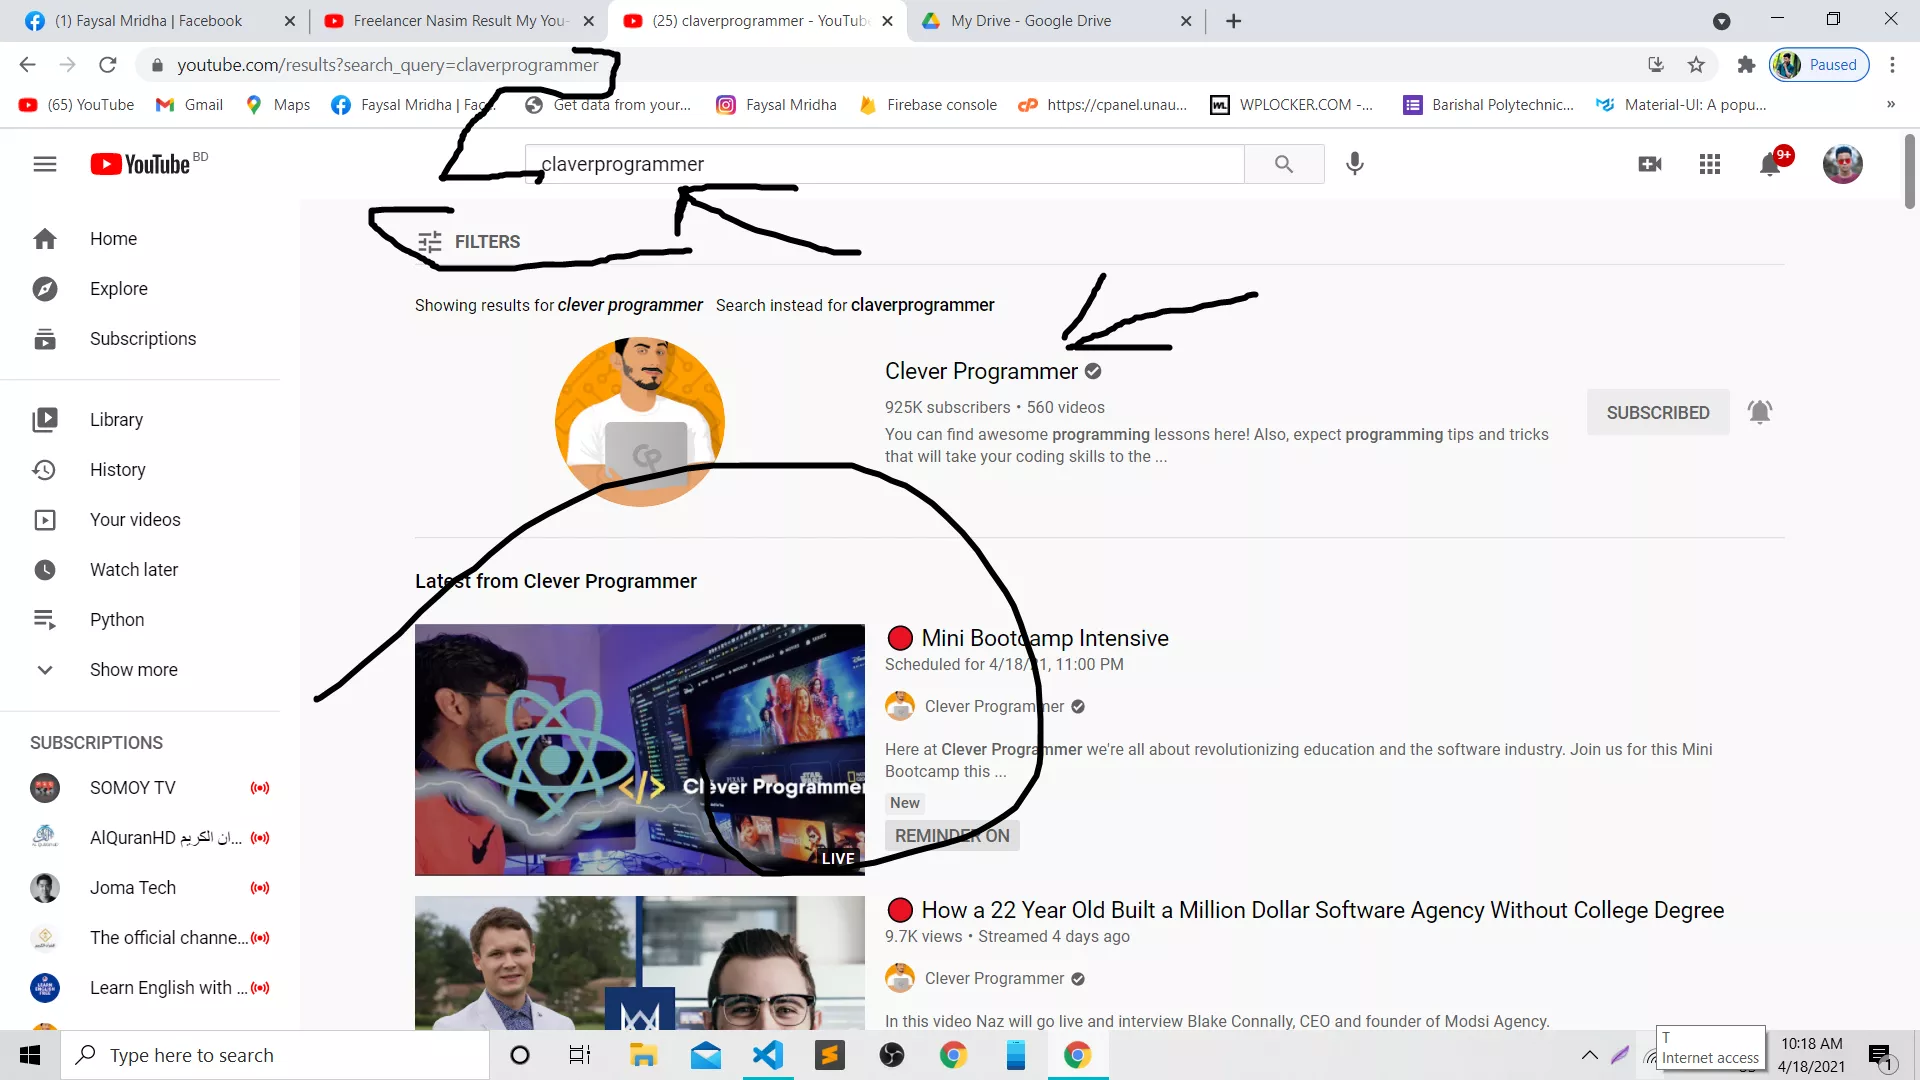 (1) Faysal Mridha | Facebook
Freelancer Nasim Result My You-
(25) claverprogrammer - YouTube
My Drive - Google Drive
youtube.com/results?search_query=claverprogrammer
Paused
(65) YouTube
Gmail
Maps
Faysal Mridha | Fac...
Get data from your...
Faysal Mridha
Firebase console
https://cpanel.unau...
WPLOCKER.COM -...
Barishal Polytechnic...
Material-UI: A popu...
»
YouTube BD
claverprogrammer
9+
Home
Explore
Subscriptions
Library
History
Your videos
Watch later
Python
Show more
SUBSCRIPTIONS
SOMOY TV
AlQuranHD ان الكريم...
Joma Tech
The official channe...
Learn English with ...
FILTERS
Showing results for clever programmer Search instead for claverprogrammer
CP
Clever Programmer
925K subscribers • 560 videos
You can find awesome programming lessons here! Also, expect programming tips and tricks
that will take your coding skills to the ...
SUBSCRIBED
Latest from Clever Programmer
</> Clever Programmer
LIVE
Mini Bootcamp Intensive
Scheduled for 4/18/21, 11:00 PM
Clever Programmer
Here at Clever Programmer we're all about revolutionizing education and the software industry. Join us for this Mini
Bootcamp this ...
New
REMINDER ON
How a 22 Year Old Built a Million Dollar Software Agency Without College Degree
9.7K views • Streamed 4 days ago
Clever Programmer
In this video Naz will go live and interview Blake Connally, CEO and founder of Modsi Agency.
Type here to search
T
Internet access
10:18 AM
4/18/2021
1